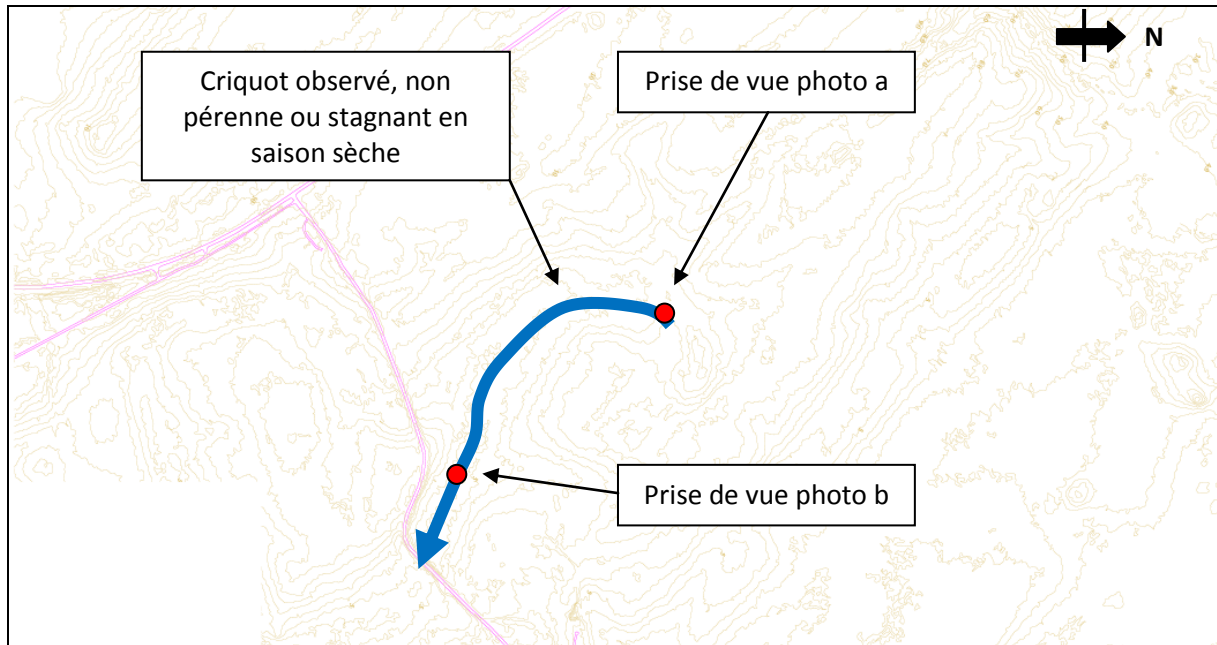 N
Criquot observé, non
pérenne ou stagnant en
saison sèche
Prise de vue photo a
Prise de vue photo b